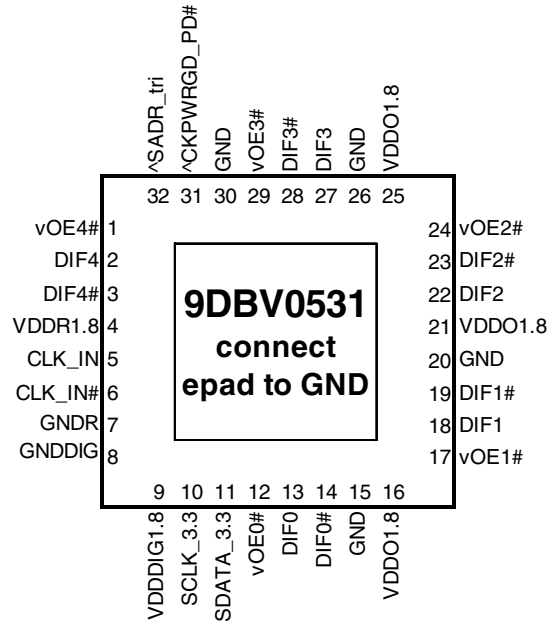 ^SADR_tri
^CKPWRGD_PD#
GND
vOE3#
DIF3#
DIF3
GND
VDDO1.8
32 31 30 29 28 27 26 25
vOE4# 1
DIF4 2
DIF4# 3
VDDR1.8 4
CLK_IN 5
CLK_IN# 6
GNDR 7
GNDDIG 8
9DBV0531
connect
epad to GND
24 vOE2#
23 DIF2#
22 DIF2
21 VDDO1.8
20 GND
19 DIF1#
18 DIF1
17 vOE1#
9 10 11 12 13 14 15 16
VDDDIG1.8
SCLK_3.3
SDATA_3.3
vOE0#
DIF0
DIF0#
GND
VDDO1.8